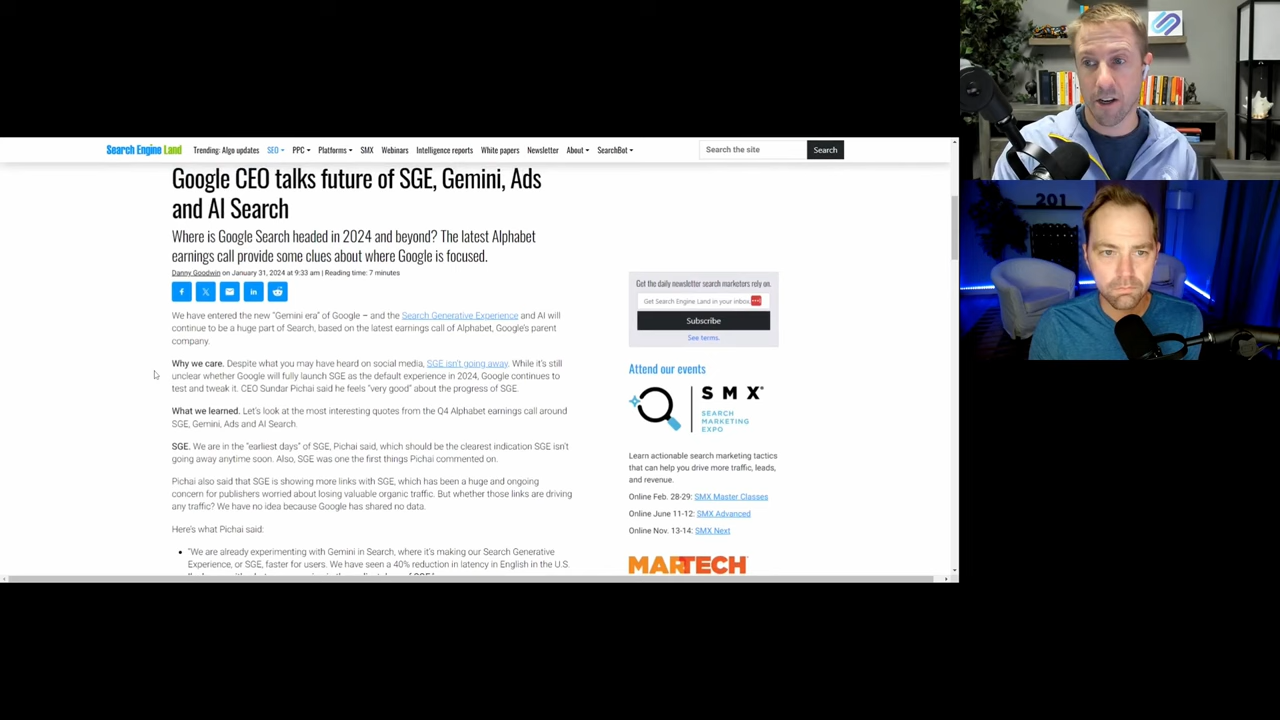 Search Engine Land
Trending: Algo updates SEO PPC Platforms SMX Webinars Intelligence reports White papers Newsletter About SearchBot
Search the site Search
Google CEO talks future of SGE, Gemini, Ads
and AI Search
Where is Google Search headed in 2024 and beyond? The latest Alphabet
earnings call provide some clues about where Google is focused.
Danny Goodwin on January 31, 2024 at 9:33 am | Reading time: 7 minutes
We have entered the new "Gemini era" of Google – and the Search Generative Experience and AI will
continue to be a huge part of Search, based on the latest earnings call of Alphabet, Google's parent
company.
Why we care. Despite what you may have heard on social media, SGE isn't going away. While it's still
unclear whether Google will fully launch SGE as the default experience in 2024, Google continues to
test and tweak it. CEO Sundar Pichai said he feels "very good" about the progress of SGE.
What we learned. Let's look at the most interesting quotes from the Q4 Alphabet earnings call around
SGE, Gemini, Ads and AI Search.
SGE. We are in the "earliest days" of SGE, Pichai said, which should be the clearest indication SGE isn't
going away anytime soon. Also, SGE was one the first things Pichai commented on.
Pichai also said that SGE is showing more links with SGE, which has been a huge and ongoing
concern for publishers worried about losing valuable organic traffic. But whether those links are driving
any traffic? We have no idea because Google has shared no data.
Here's what Pichai said:
"We are already experimenting with Gemini in Search, where it's making our Search Generative
Experience, or SGE, faster for users. We have seen a 40% reduction in latency in English in the U.S.
Get the daily newsletter search marketers rely on.
Get Search Engine Land in your inbox.
Subscribe
See terms.
Attend our events
SMX
SEARCH
MARKETING
EXPO
Learn actionable search marketing tactics
that can help you drive more traffic, leads,
and revenue.
Online Feb. 28-29: SMX Master Classes
Online June 11-12: SMX Advanced
Online Nov. 13-14: SMX Next
MARTECH
201